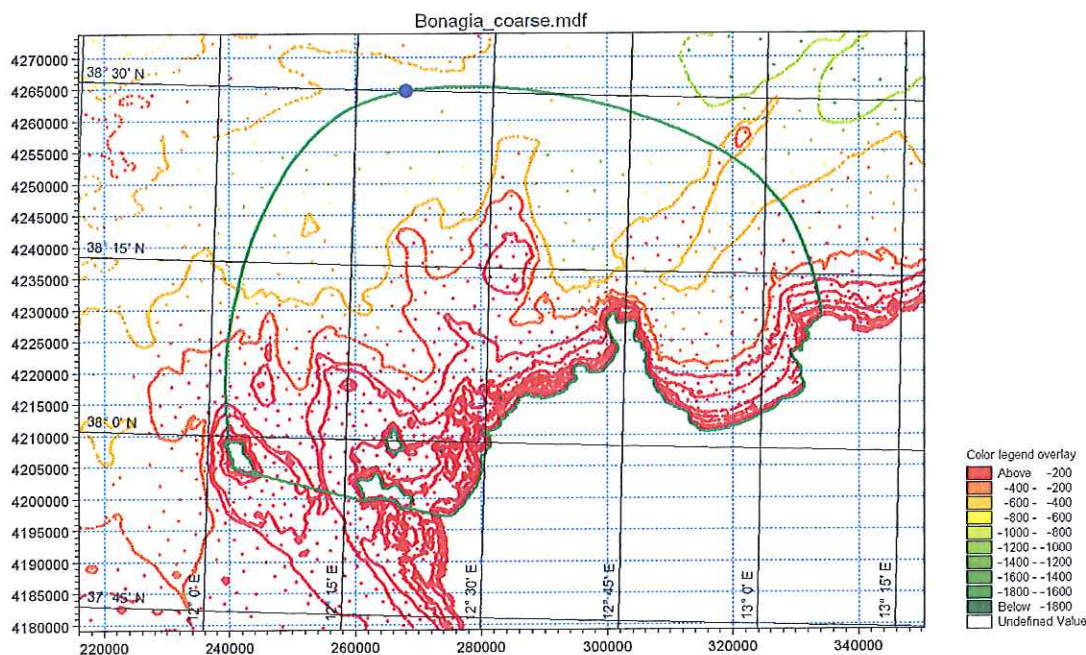 Bonagia_coarse.mdf
4270000
38° 30' N
4265000
4260000
4255000
4250000
4245000
4240000
38° 15' N
4235000
4230000
4225000
4220000
4215000
38° 0' N
4210000
4205000
4200000
4195000
4190000
4185000
37° 45' N
4180000
12° 0' E
12° 15' E
12° 30' E
12° 45' E
13° 0' E
13° 15' E
220000 240000 260000 280000 300000 320000 340000
Color legend overlay
Above -200
-400 - -200
-600 - -400
-800 - -600
-1000 - -800
-1200 - -1000
-1400 - -1200
-1600 - -1400
-1800 - -1600
Below -1800
Undefined Value